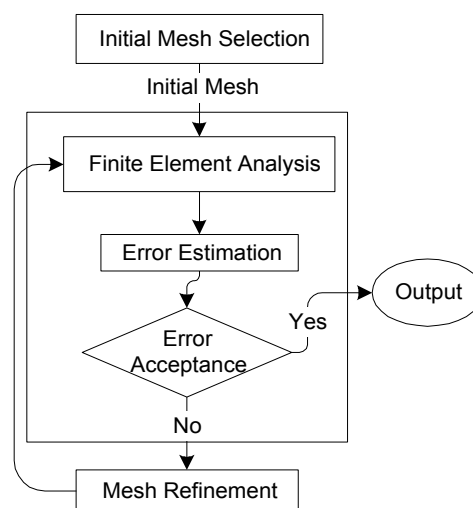 Initial Mesh Selection
Initial Mesh
Finite Element Analysis
Error Estimation
Error
Acceptance
Yes
Output
No
Mesh Refinement